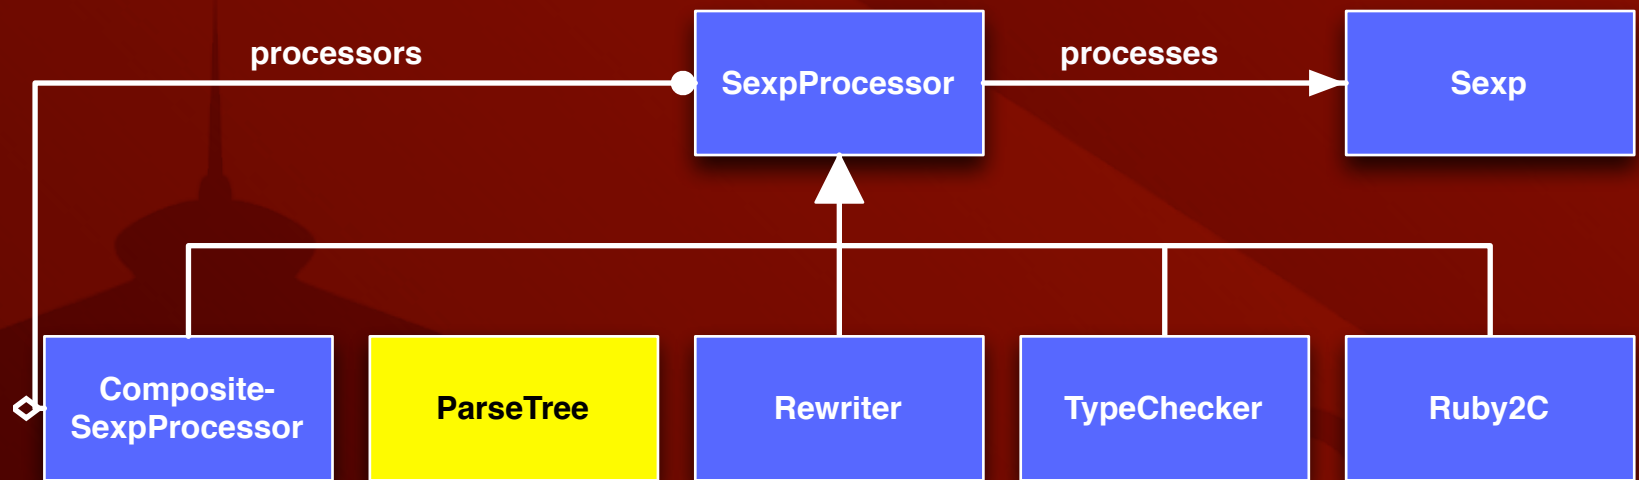 processors
processes
SexpProcessor
Sexp
Composite-
SexpProcessor
ParseTree
Rewriter
TypeChecker
Ruby2C